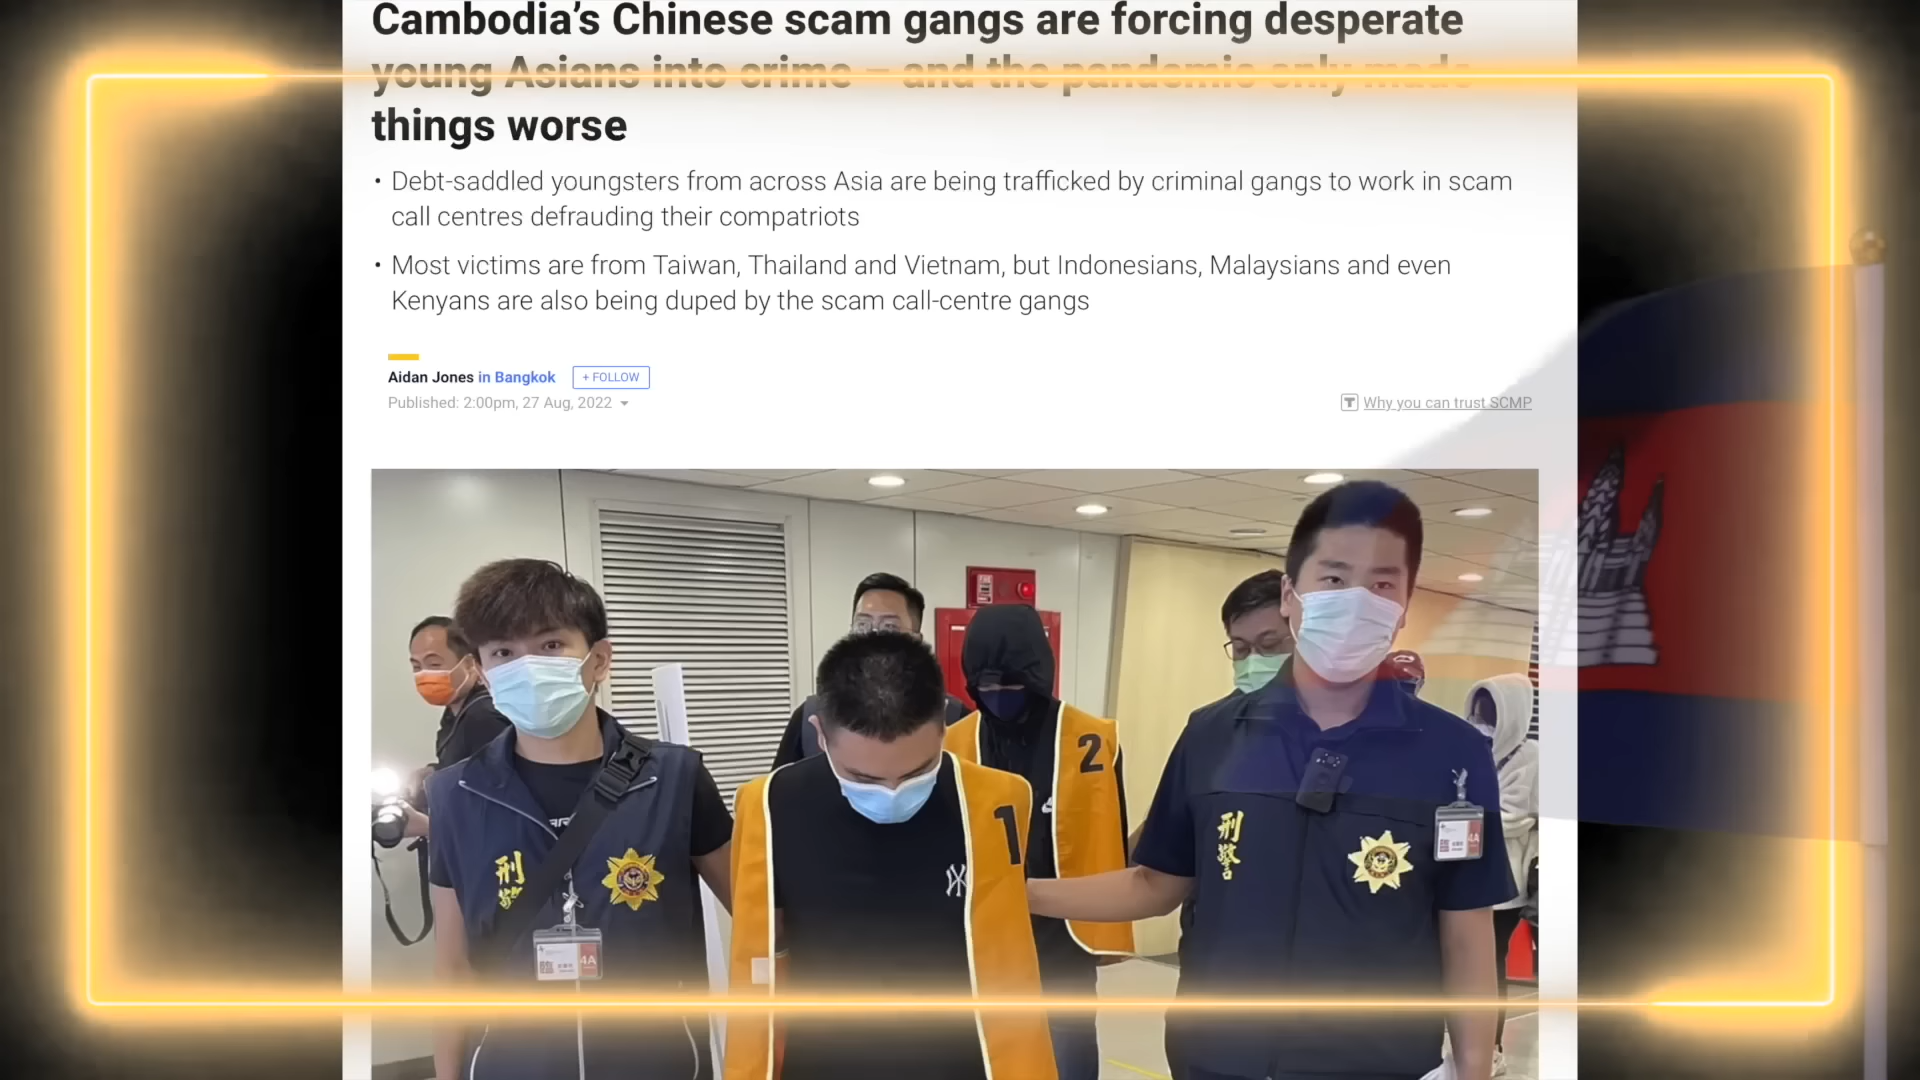 Cambodia's Chinese scam gangs are forcing desperate
young Asians into crime – and the pandemic only made
things worse
• Debt-saddled youngsters from across Asia are being trafficked by criminal gangs to work in scam
call centres defrauding their compatriots
• Most victims are from Taiwan, Thailand and Vietnam, but Indonesians, Malaysians and even
Kenyans are also being duped by the scam call-centre gangs
Aidan Jones in Bangkok + FOLLOW
Published: 2:00pm, 27 Aug, 2022
Why you can trust SCMP
2
1
刑警
刑警
NY
4A